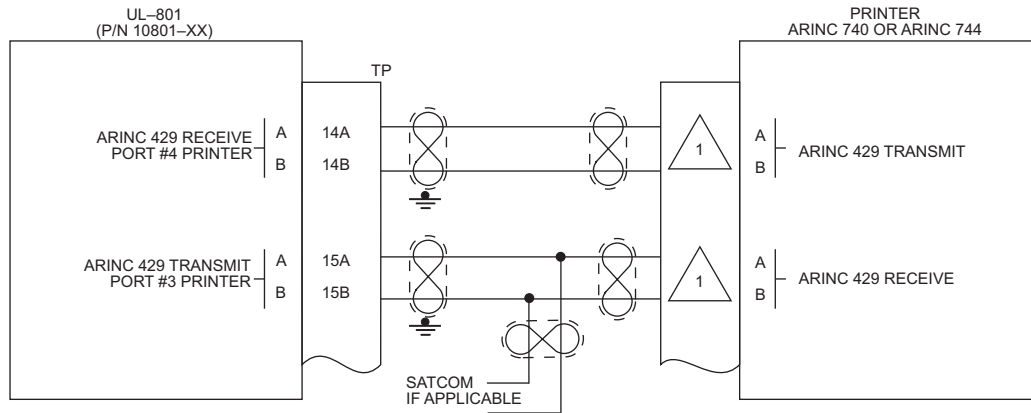 UL–801
(P/N 10801–XX)
PRINTER
ARINC 740 OR ARINC 744
TP
ARINC 429 RECEIVE
PORT #4 PRINTER
A
B
14A
14B
1
A
B
ARINC 429 TRANSMIT
ARINC 429 TRANSMIT
PORT #3 PRINTER
A
B
15A
15B
1
A
B
ARINC 429 RECEIVE
SATCOM
IF APPLICABLE